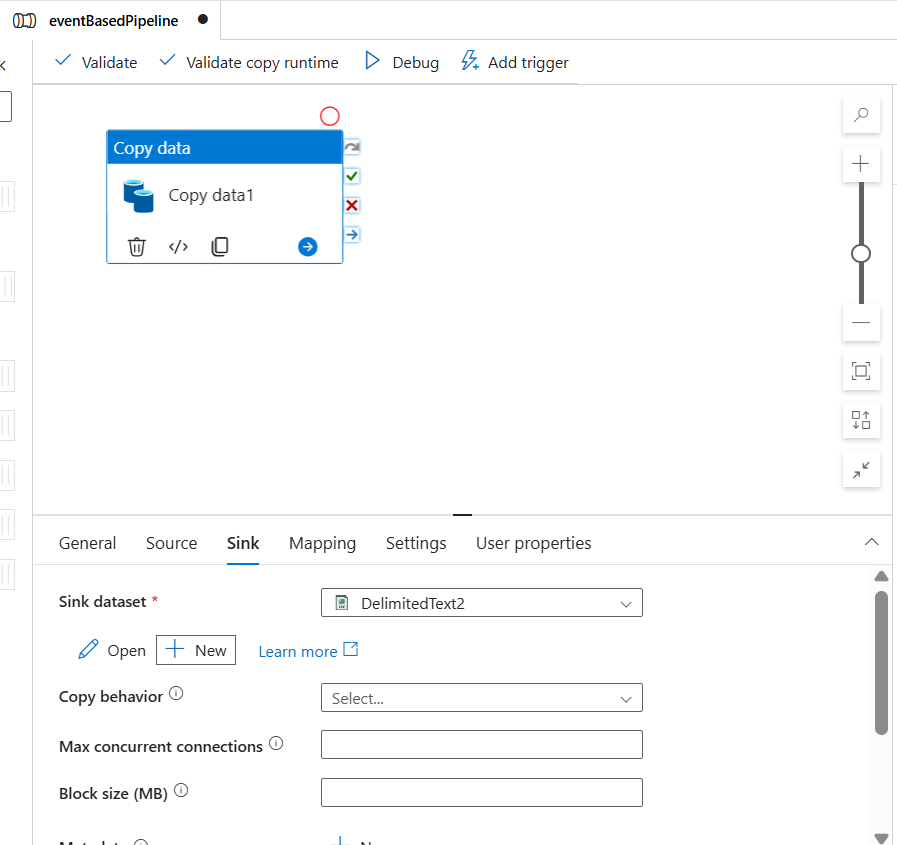 eventBasedPipeline
Validate
Validate copy runtime
Debug
Add trigger
Copy data
Copy data1
General
Source
Sink
Mapping
Settings
User properties
Sink dataset *
DelimitedText2
Open
New
Learn more
Copy behavior
Select...
Max concurrent connections
Block size (MB)